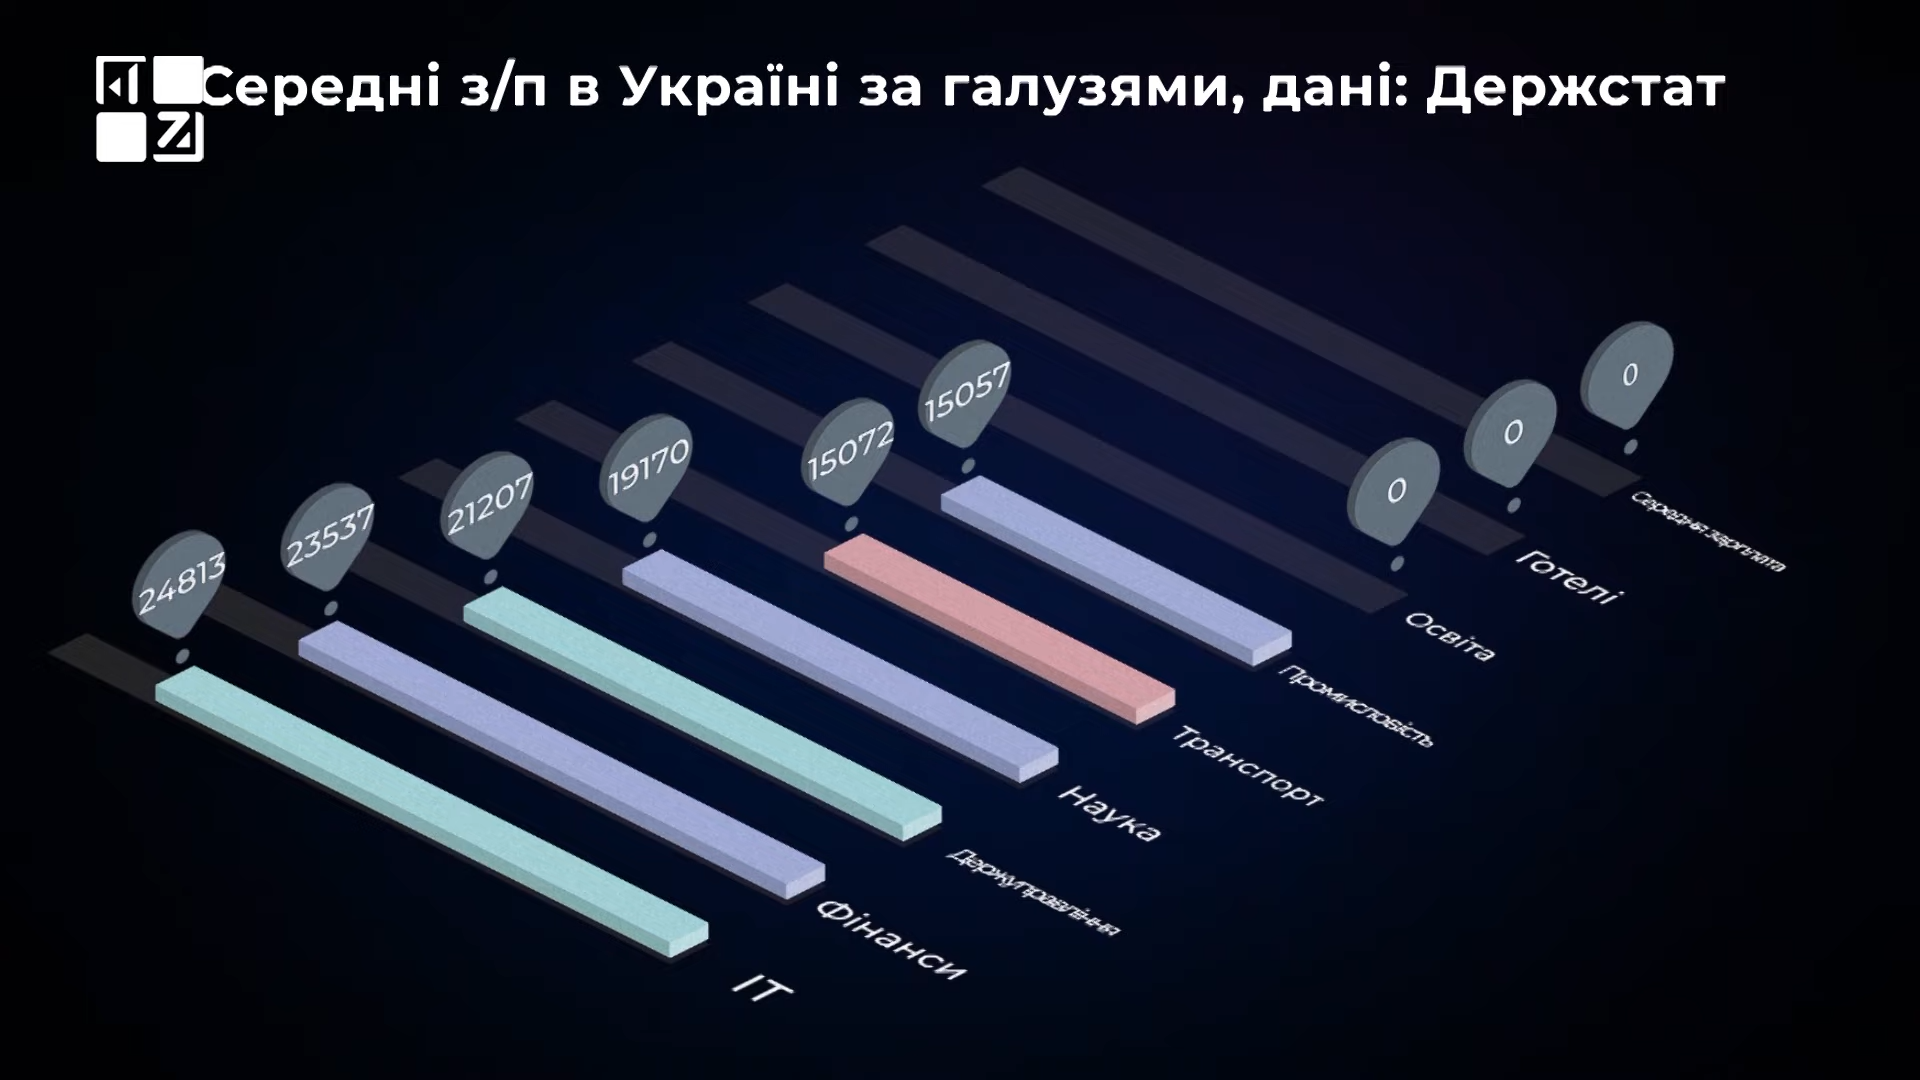 Середні з/п в Україні за галузями, дані: Держстат
24813
23537
21207
19170
15072
15057
0
0
0
ІТ
Фінанси
Держуправління
Наука
Транспорт
Промисловість
Освіта
Готелі
Середня зарплата